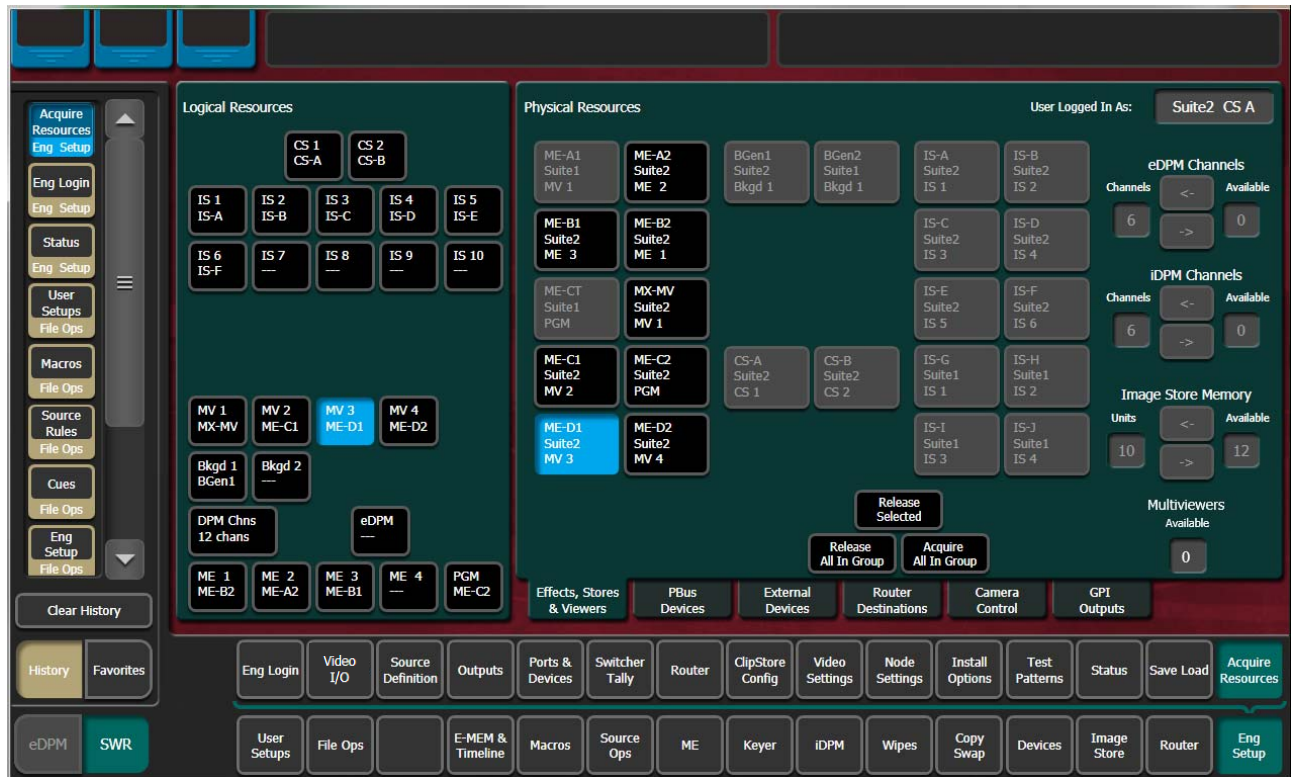 Acquire
Resources
Eng Setup
Eng Login
Eng Setup
Status
Eng Setup
User
Setups
File Ops
Macros
File Ops
Source
Rules
File Ops
Cues
File Ops
Eng
Setup
File Ops
Clear History
History
Favorites
eDPM
SWR
Logical Resources
CS 1
CS-A
CS 2
CS-B
IS 1
IS-A
IS 2
IS-B
IS 3
IS-C
IS 4
IS-D
IS 5
IS-E
IS 6
IS-F
IS 7
---
IS 8
---
IS 9
---
IS 10
---
MV 1
MX-MV
MV 2
ME-C1
MV 3
ME-D1
MV 4
ME-D2
Bkgd 1
BGen1
Bkgd 2
---
DPM Chns
12 chans
eDPM
---
ME 1
ME-B2
ME 2
ME-A2
ME 3
ME-B1
ME 4
---
PGM
ME-C2
Physical Resources
User Logged In As:
Suite2 CS A
ME-A1
Suite1
MV 1
ME-A2
Suite2
ME 2
BGen1
Suite2
Bkgd 1
BGen2
Suite1
Bkgd 1
IS-A
Suite2
IS 1
IS-B
Suite2
IS 2
ME-B1
Suite2
ME 3
ME-B2
Suite2
ME 1
IS-C
Suite2
IS 3
IS-D
Suite2
IS 4
ME-CT
Suite1
PGM
MX-MV
Suite2
MV 1
IS-E
Suite2
IS 5
IS-F
Suite2
IS 6
ME-C1
Suite2
MV 2
ME-C2
Suite2
PGM
CS-A
Suite2
CS 1
CS-B
Suite2
CS 2
IS-G
Suite1
IS 1
IS-H
Suite1
IS 2
ME-D1
Suite2
MV 3
ME-D2
Suite2
MV 4
IS-I
Suite1
IS 3
IS-J
Suite1
IS 4
eDPM Channels
Channels
<-
Available
6
->
0
iDPM Channels
Channels
<-
Available
6
->
0
Image Store Memory
Units
<-
Available
10
->
12
Multiviewers
Available
0
Release
Selected
Release
All In Group
Acquire
All In Group
Effects, Stores
& Viewers
PBus
Devices
External
Devices
Router
Destinations
Camera
Control
GPI
Outputs
Eng Login
Video
I/O
Source
Definition
Outputs
Ports &
Devices
Switcher
Tally
Router
ClipStore
Config
Video
Settings
Node
Settings
Install
Options
Test
Patterns
Status
Save Load
Acquire
Resources
User
Setups
File Ops
E-MEM &
Timeline
Macros
Source
Ops
ME
Keyer
iDPM
Wipes
Copy
Swap
Devices
Image
Store
Router
Eng
Setup